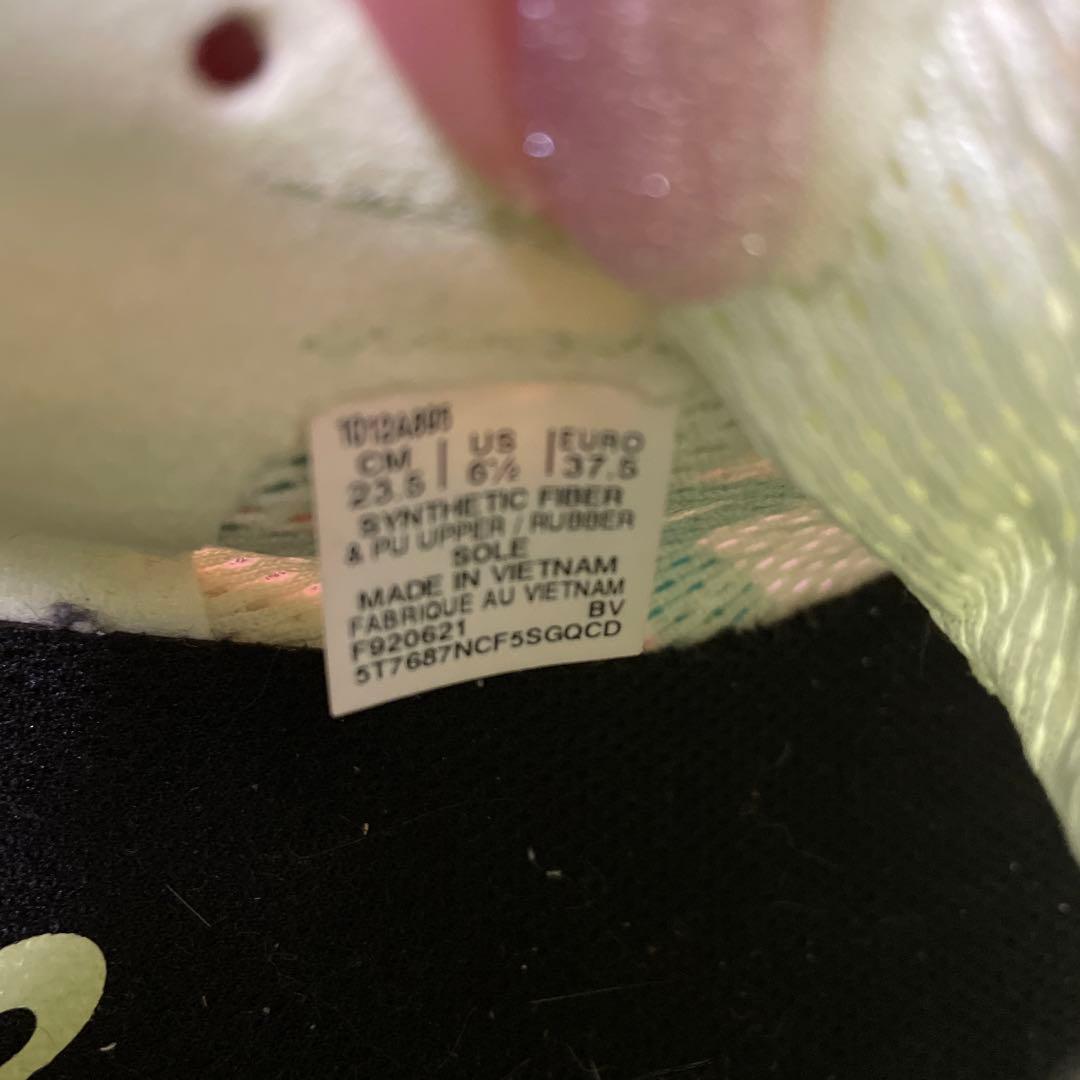 CM | US | EURO
23.5 | 6½ | 37.5
SYNTHETIC FIBER
& PU UPPER / RUBBER
SOLE
MADE IN VIETNAM
FABRIQUE AU VIETNAM
BV
F920621
5T7687NCF5SGQCD